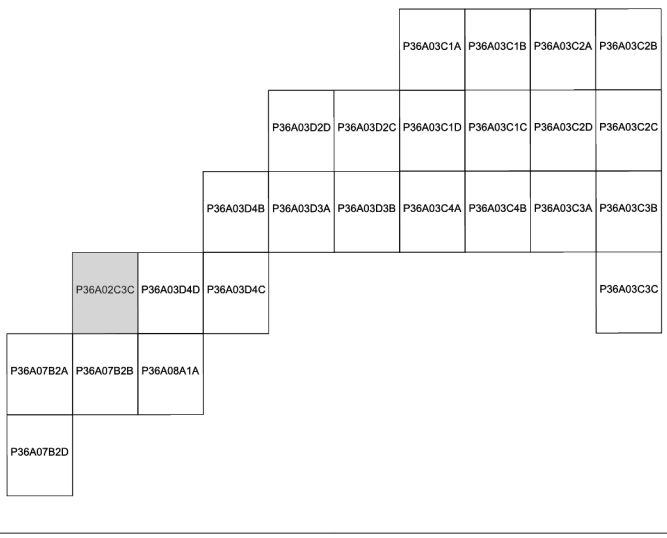 P36A03C1A P36A03C1B P36A03C2A P36A03C2B
P36A03D2D P36A03D2C P36A03C1D P36A03C1C P36A03C2D P36A03C2C
P36A03D4B P36A03D3A P36A03D3B P36A03C4A P36A03C4B P36A03C3A P36A03C3B
P36A02C3C P36A03D4D P36A03D4C P36A03C3C
P36A07B2A P36A07B2B P36A08A1A
P36A07B2D